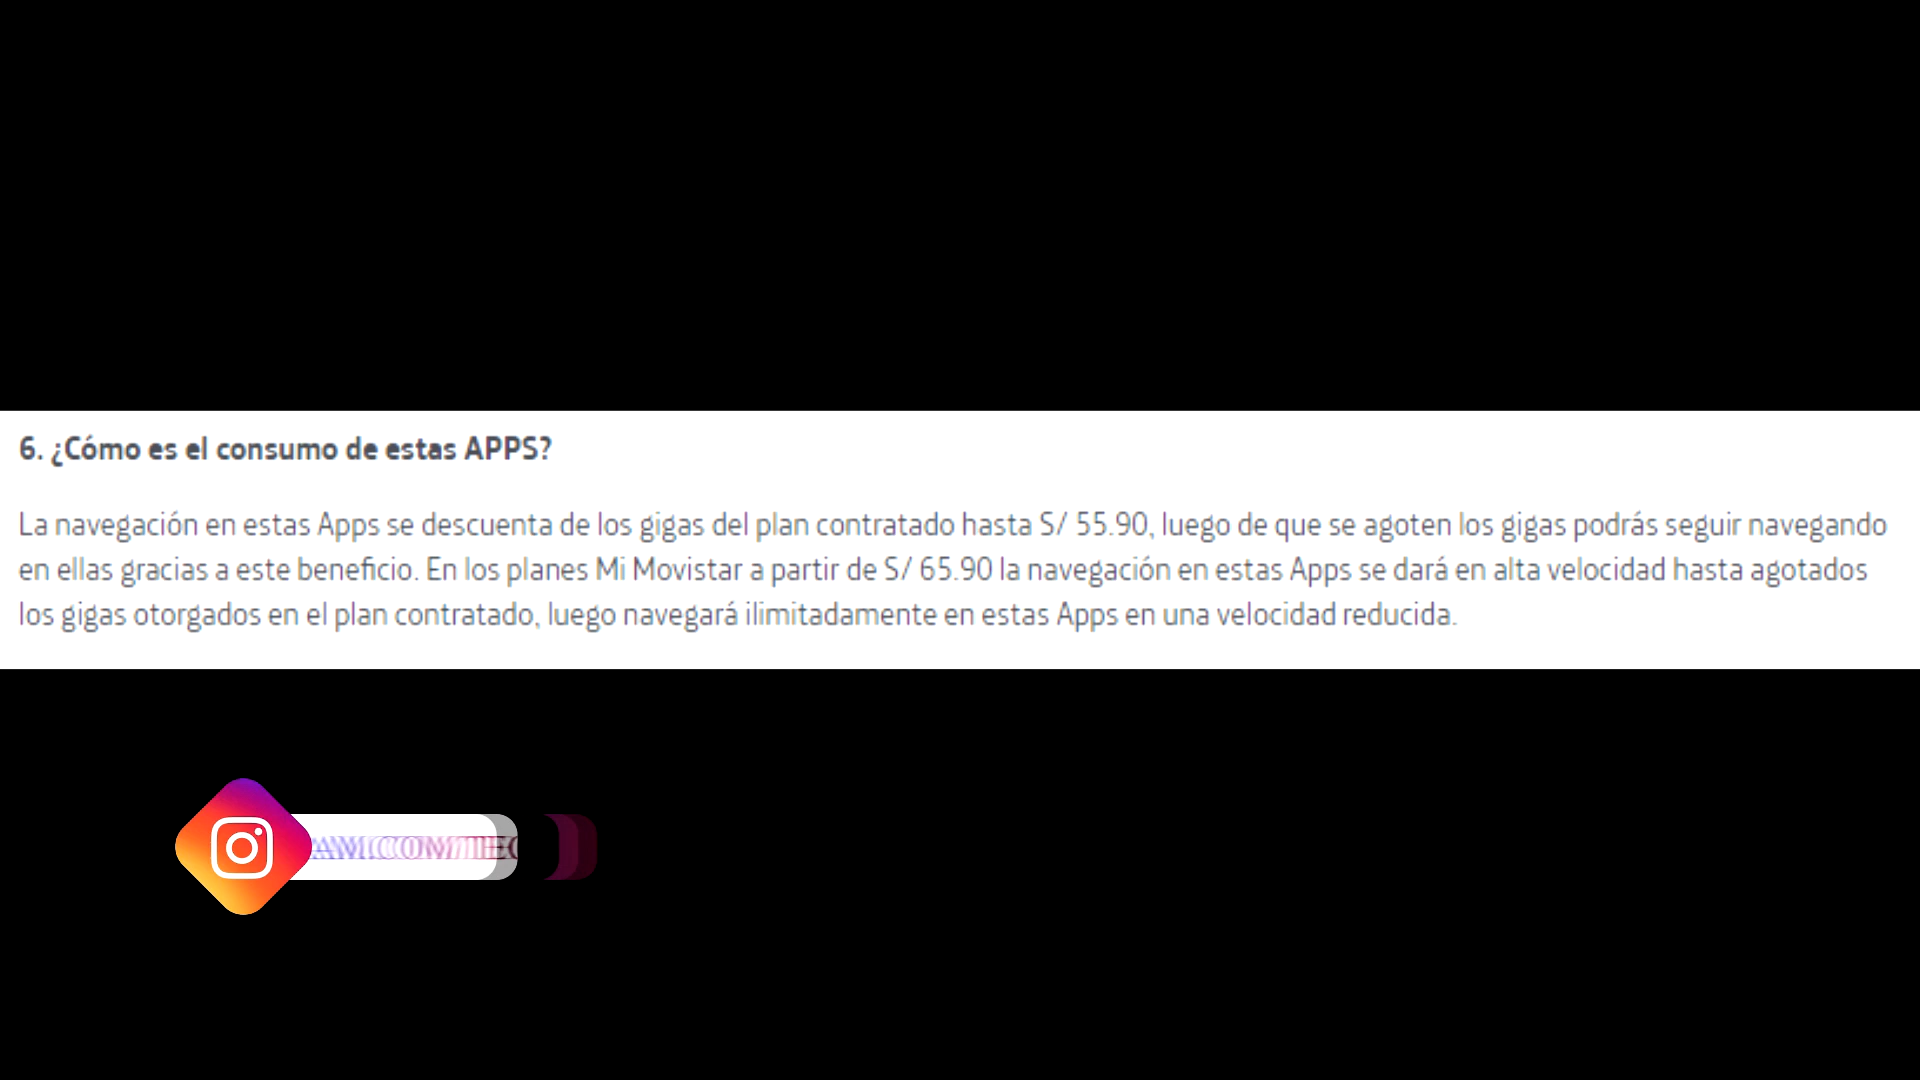 6. ¿Cómo es el consumo de estas APPS?
La navegación en estas Apps se descuenta de los gigas del plan contratado hasta S/ 55.90, luego de que se agoten los gigas podrás seguir navegando
en ellas gracias a este beneficio. En los planes Mi Movistar a partir de S/ 65.90 la navegación en estas Apps se dará en alta velocidad hasta agotados
los gigas otorgados en el plan contratado, luego navegará ilimitadamente en estas Apps en una velocidad reducida.